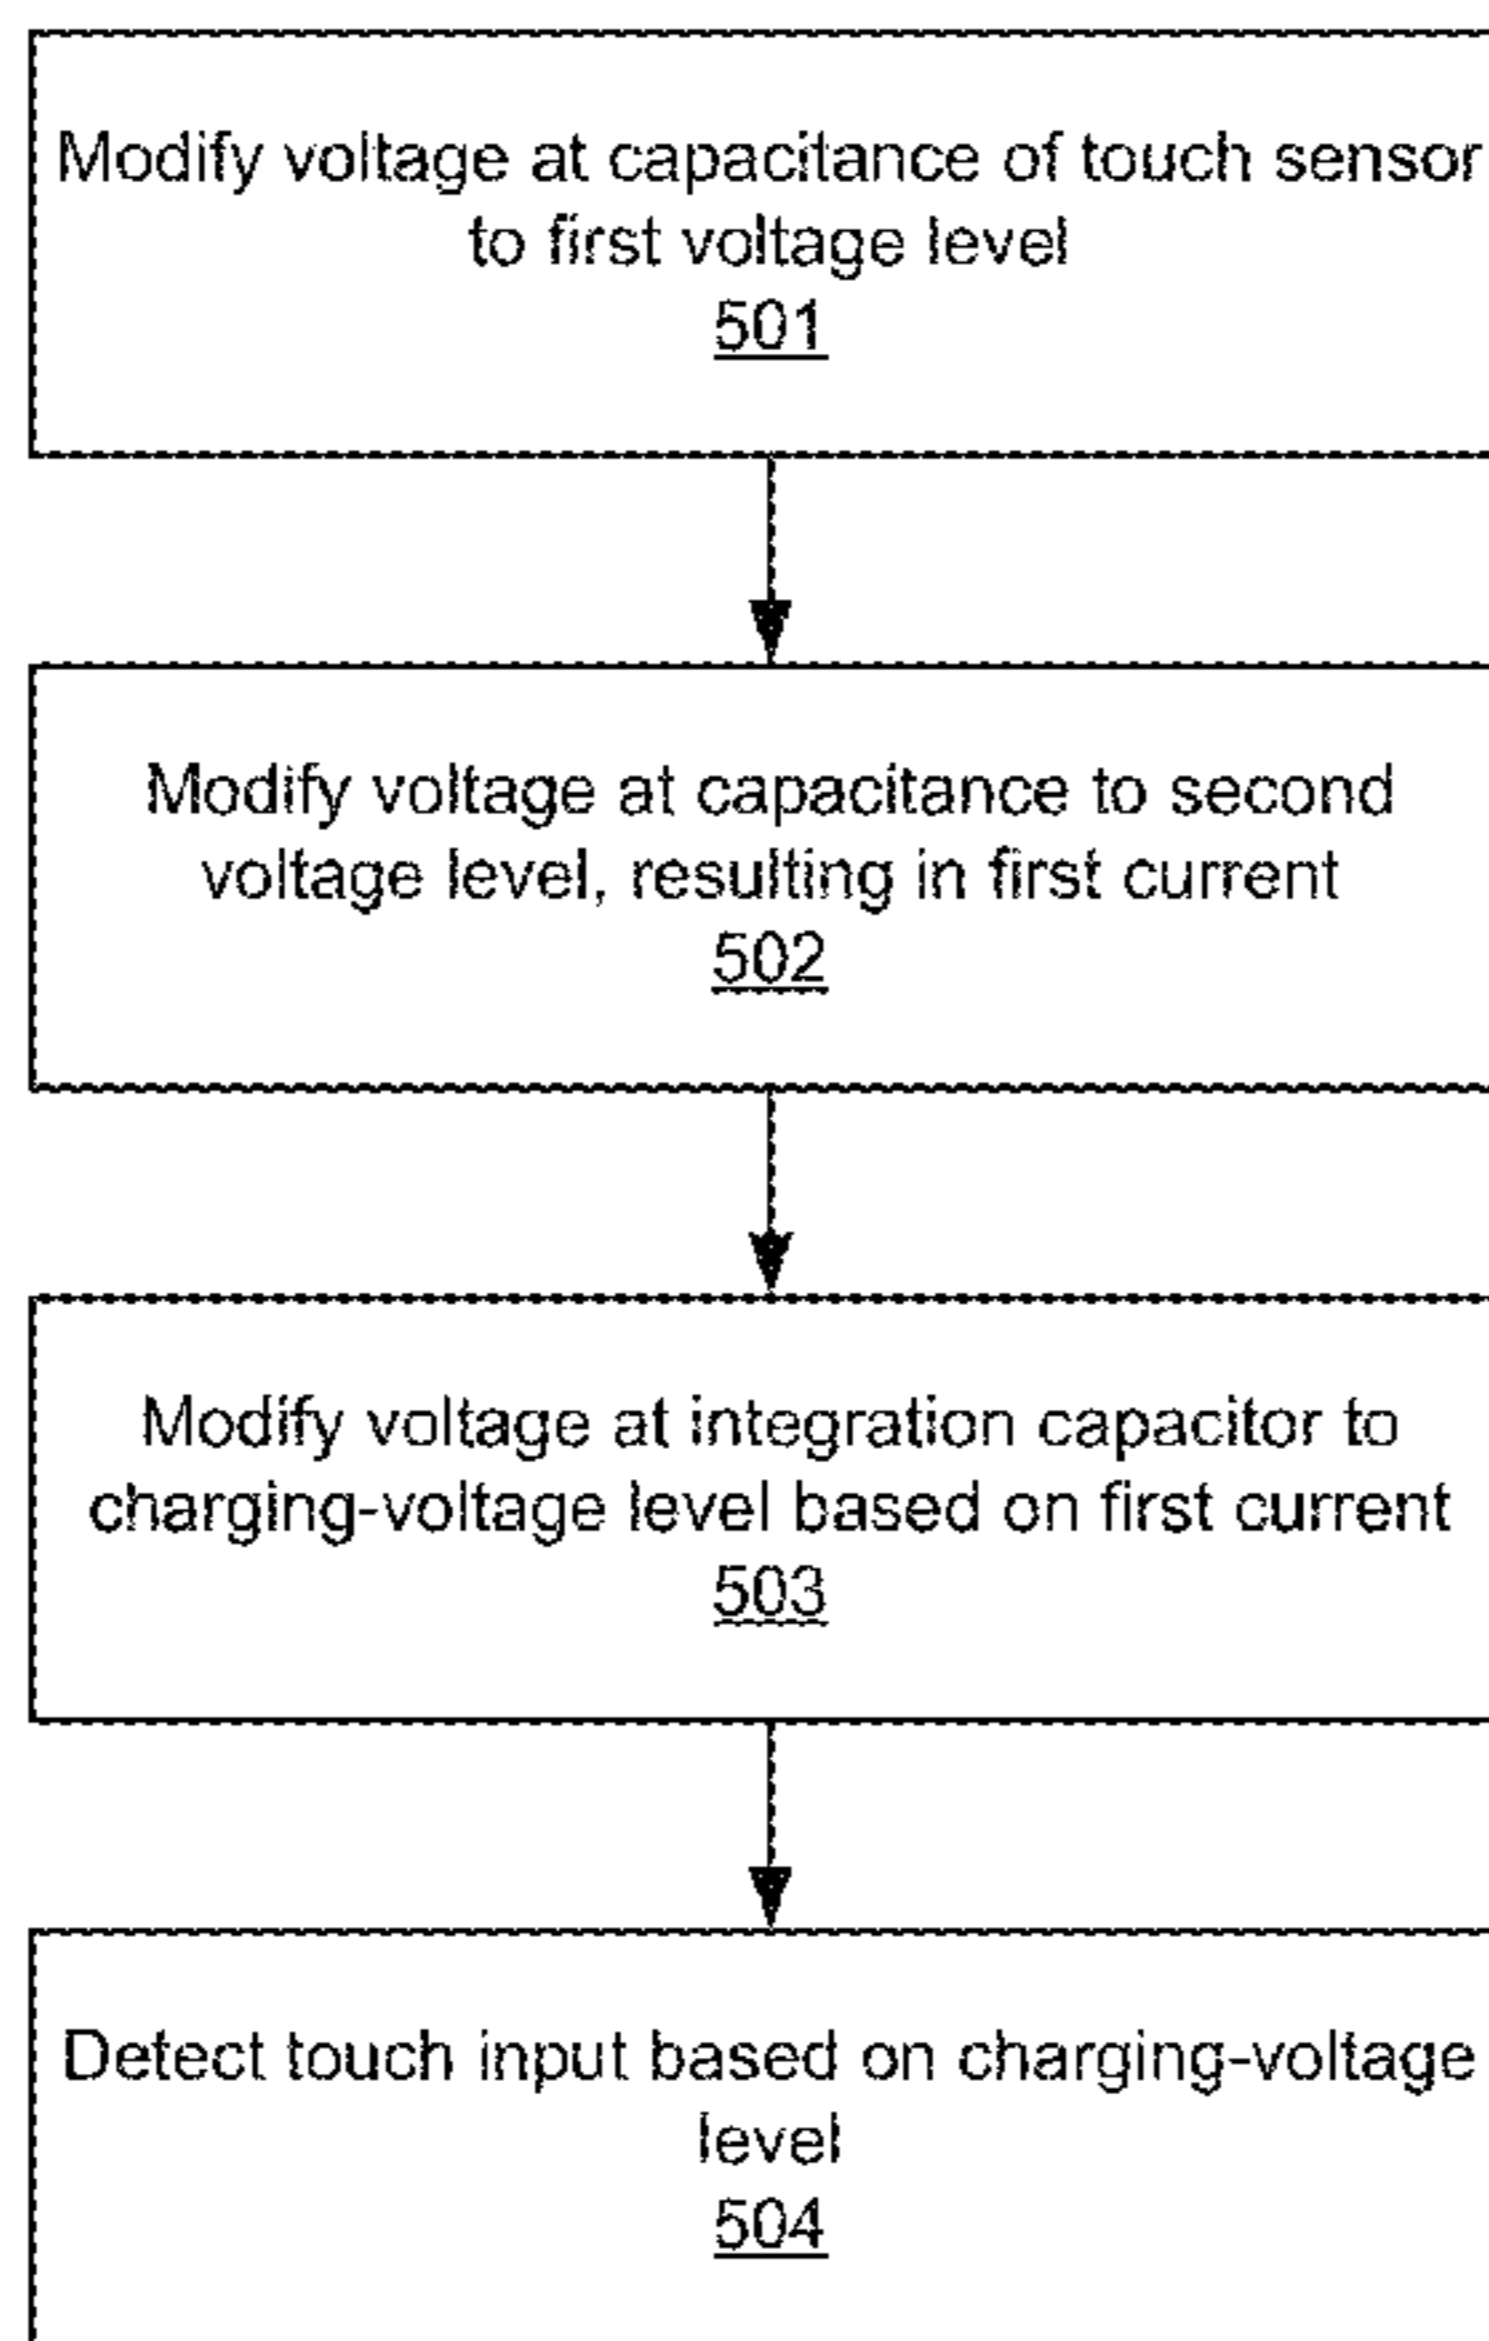 Modify voltage at capacitance of touch sensor
to first voltage level
501
Modify voltage at capacitance to second
voltage level, resulting in first current
502
Modify voltage at integration capacitor to
charging-voltage level based on first current
503
Detect touch input based on charging-voltage
level
504